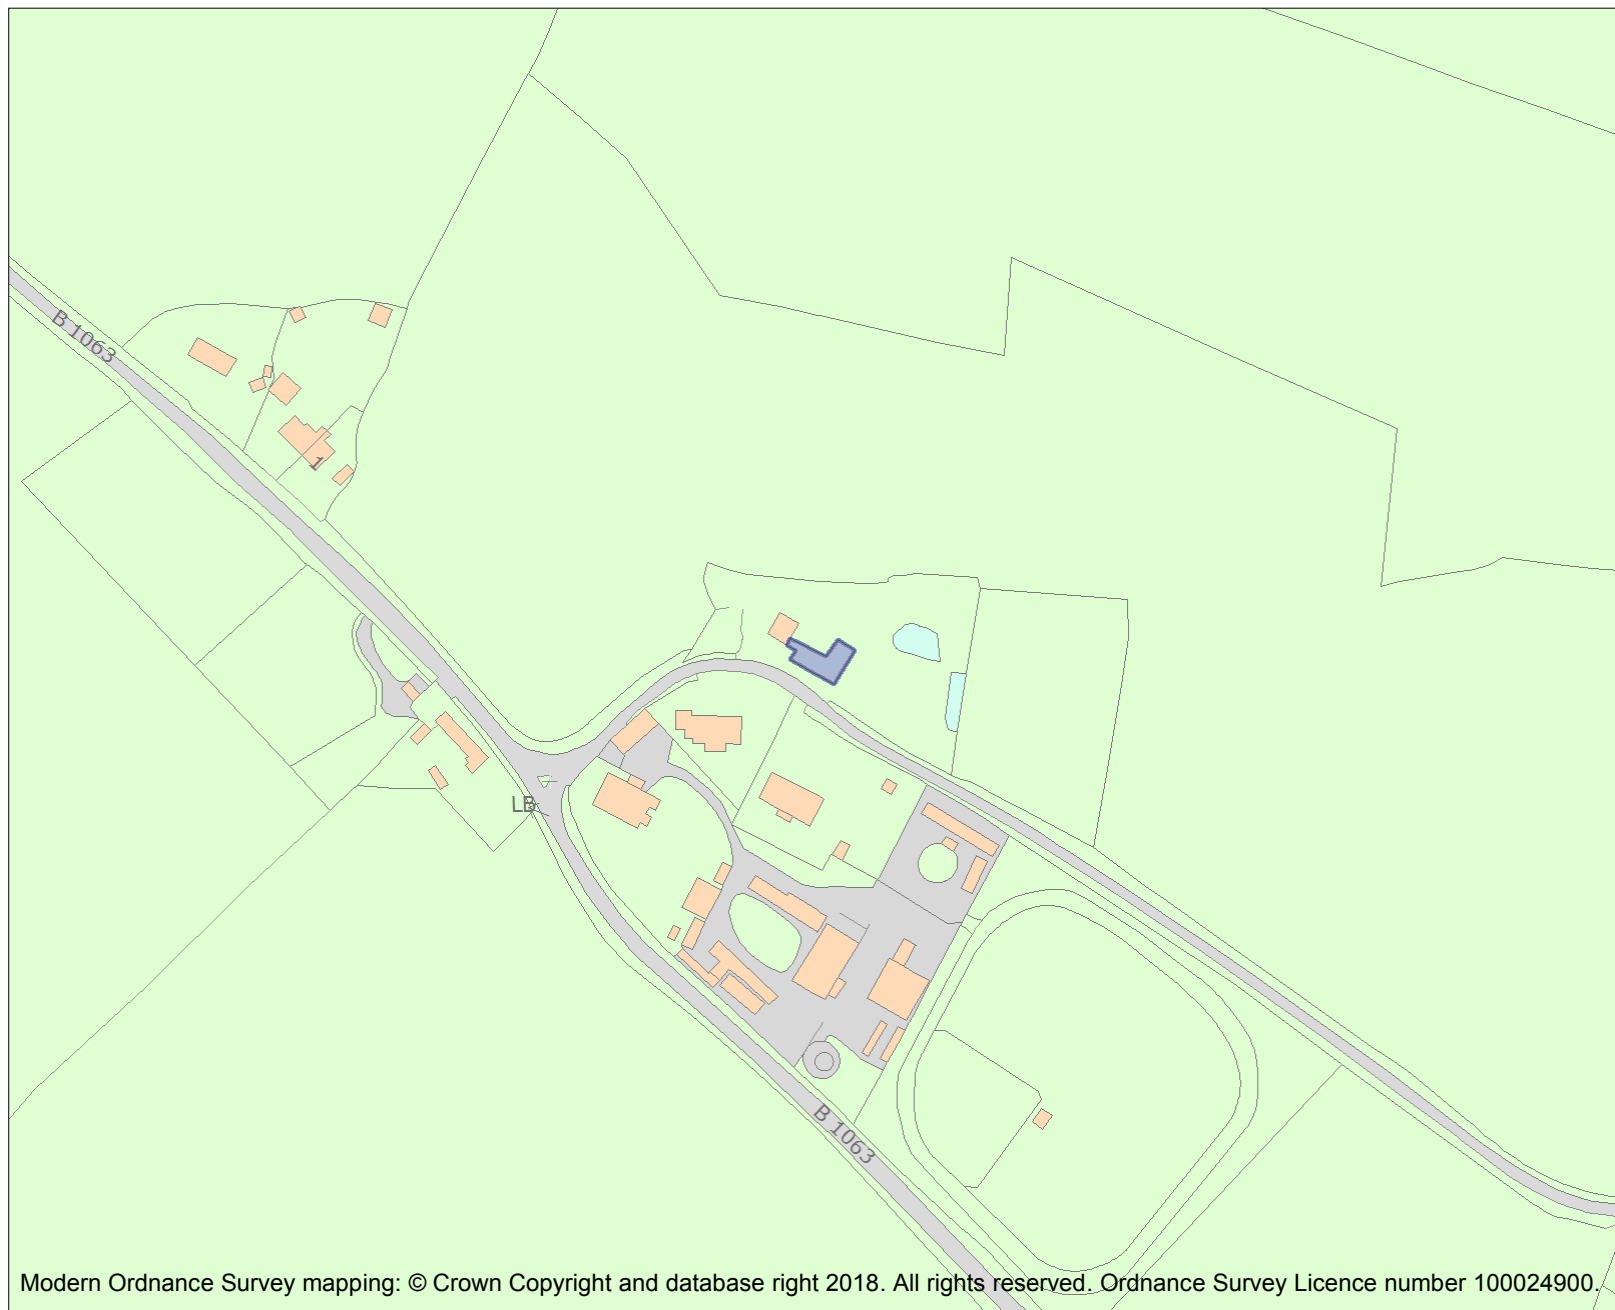 B 1063
1
LB
B 1063
Modern Ordnance Survey mapping: © Crown Copyright and database right 2018. All rights reserved. Ordnance Survey Licence number 100024900.